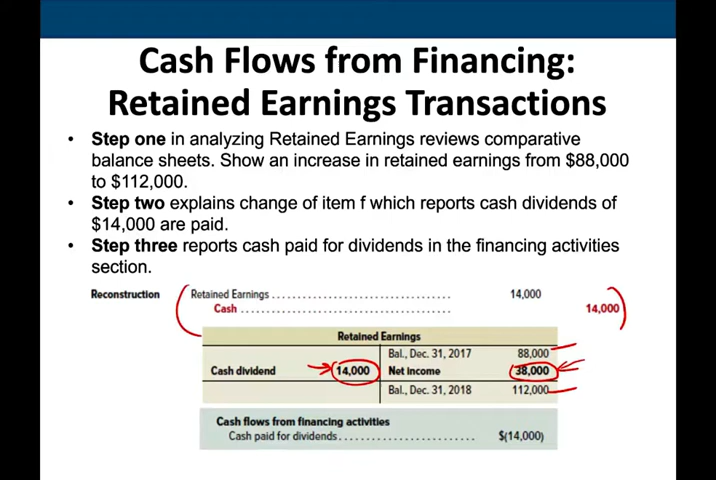 Cash Flows from Financing:
Retained Earnings Transactions
• Step one in analyzing Retained Earnings reviews comparative
balance sheets. Show an increase in retained earnings from $88,000
to $112,000.
• Step two explains change of item f which reports cash dividends of
$14,000 are paid.
• Step three reports cash paid for dividends in the financing activities
section.
Reconstruction Retained Earnings 14,000
Cash 14,000
Retained Earnings
Bal., Dec. 31, 2017 88,000
Cash dividend 14,000 Net income 38,000
Bal., Dec. 31, 2018 112,000
Cash flows from financing activities
Cash paid for dividends $(14,000)